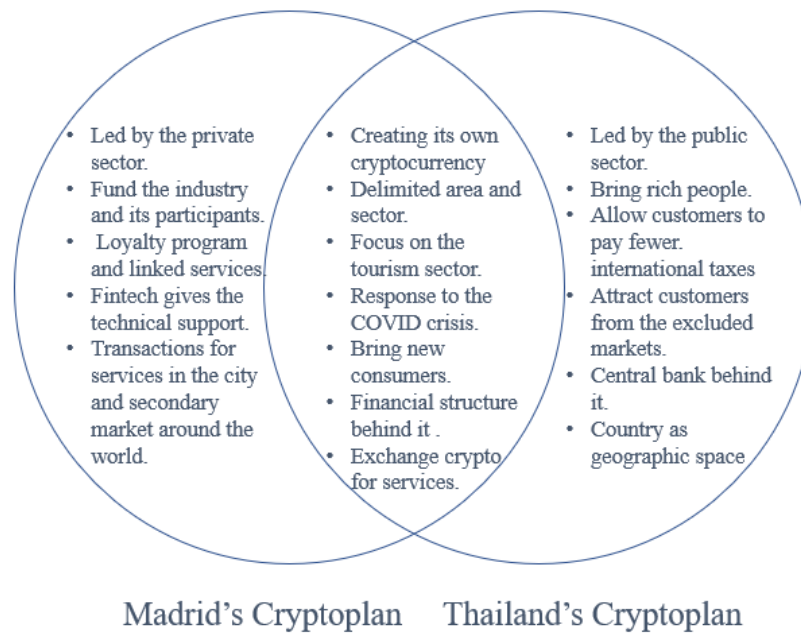 • Led by the private
sector.
• Fund the industry
and its participants.
• Loyalty program
and linked services.
• Fintech gives the
technical support.
• Transactions for
services in the city
and secondary
market around the
world.
• Creating its own
cryptocurrency
• Delimited area and
sector.
• Focus on the
tourism sector.
• Response to the
COVID crisis.
• Bring new
consumers.
• Financial structure
behind it .
• Exchange crypto
for services.
• Led by the public
sector.
• Bring rich people.
• Allow customers to
pay fewer.
international taxes
• Attract customers
from the excluded
markets.
• Central bank behind
it.
• Country as
geographic space
Madrid's Cryptoplan
Thailand's Cryptoplan